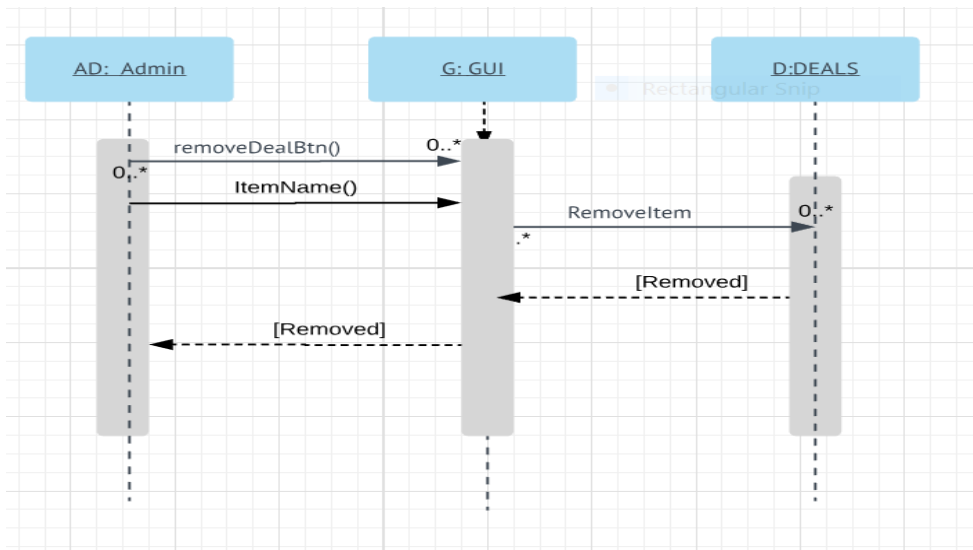 AD: Admin
G: GUI
D:DEALS
Rectangular Snip
removeDealBtn()
0..*
0..*
ItemName()
RemoveItem
0..*
.*
[Removed]
[Removed]